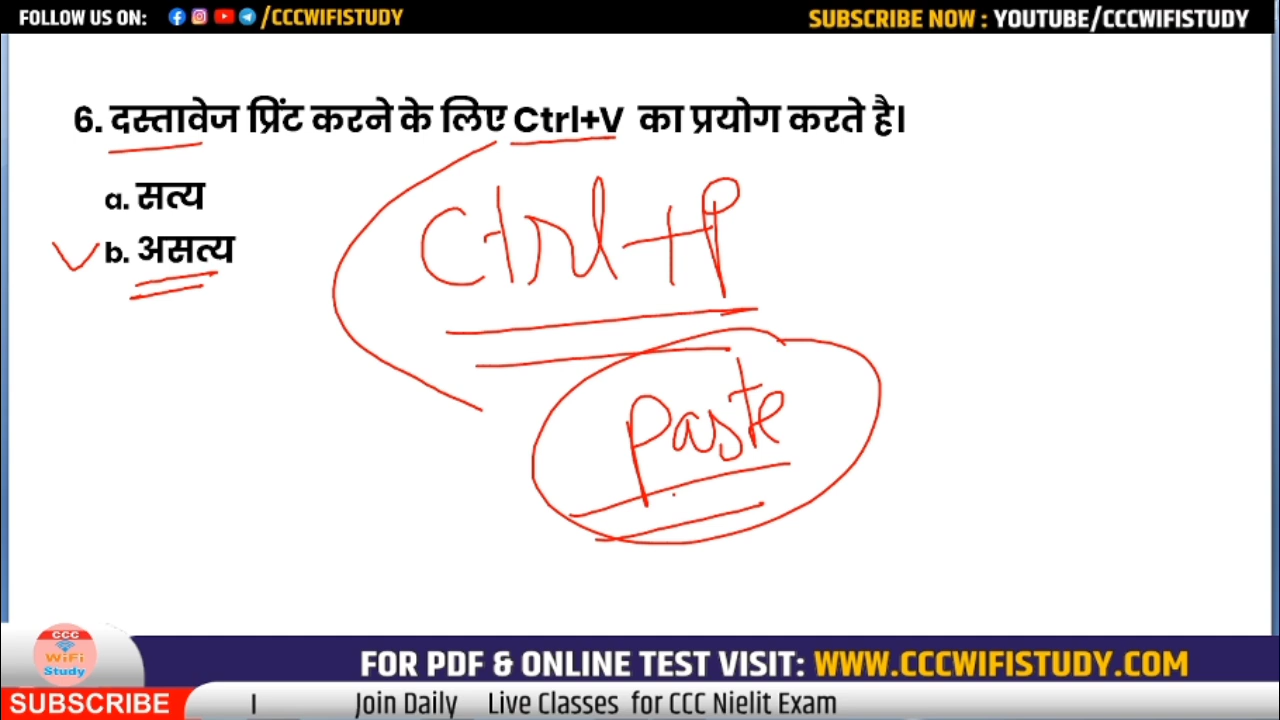 FOLLOW US ON: /CCCWIFISTUDY
SUBSCRIBE NOW : YOUTUBE/CCCWIFISTUDY
6. दस्तावेज प्रिंट करने के लिए Ctrl+V का प्रयोग करते है।
a. सत्य
b. असत्य
Ctrl+P
Paste
CCC
WiFi
Study
FOR PDF & ONLINE TEST VISIT: WWW.CCCWIFISTUDY.COM
SUBSCRIBE
I Join Daily Live Classes for CCC Nielit Exam